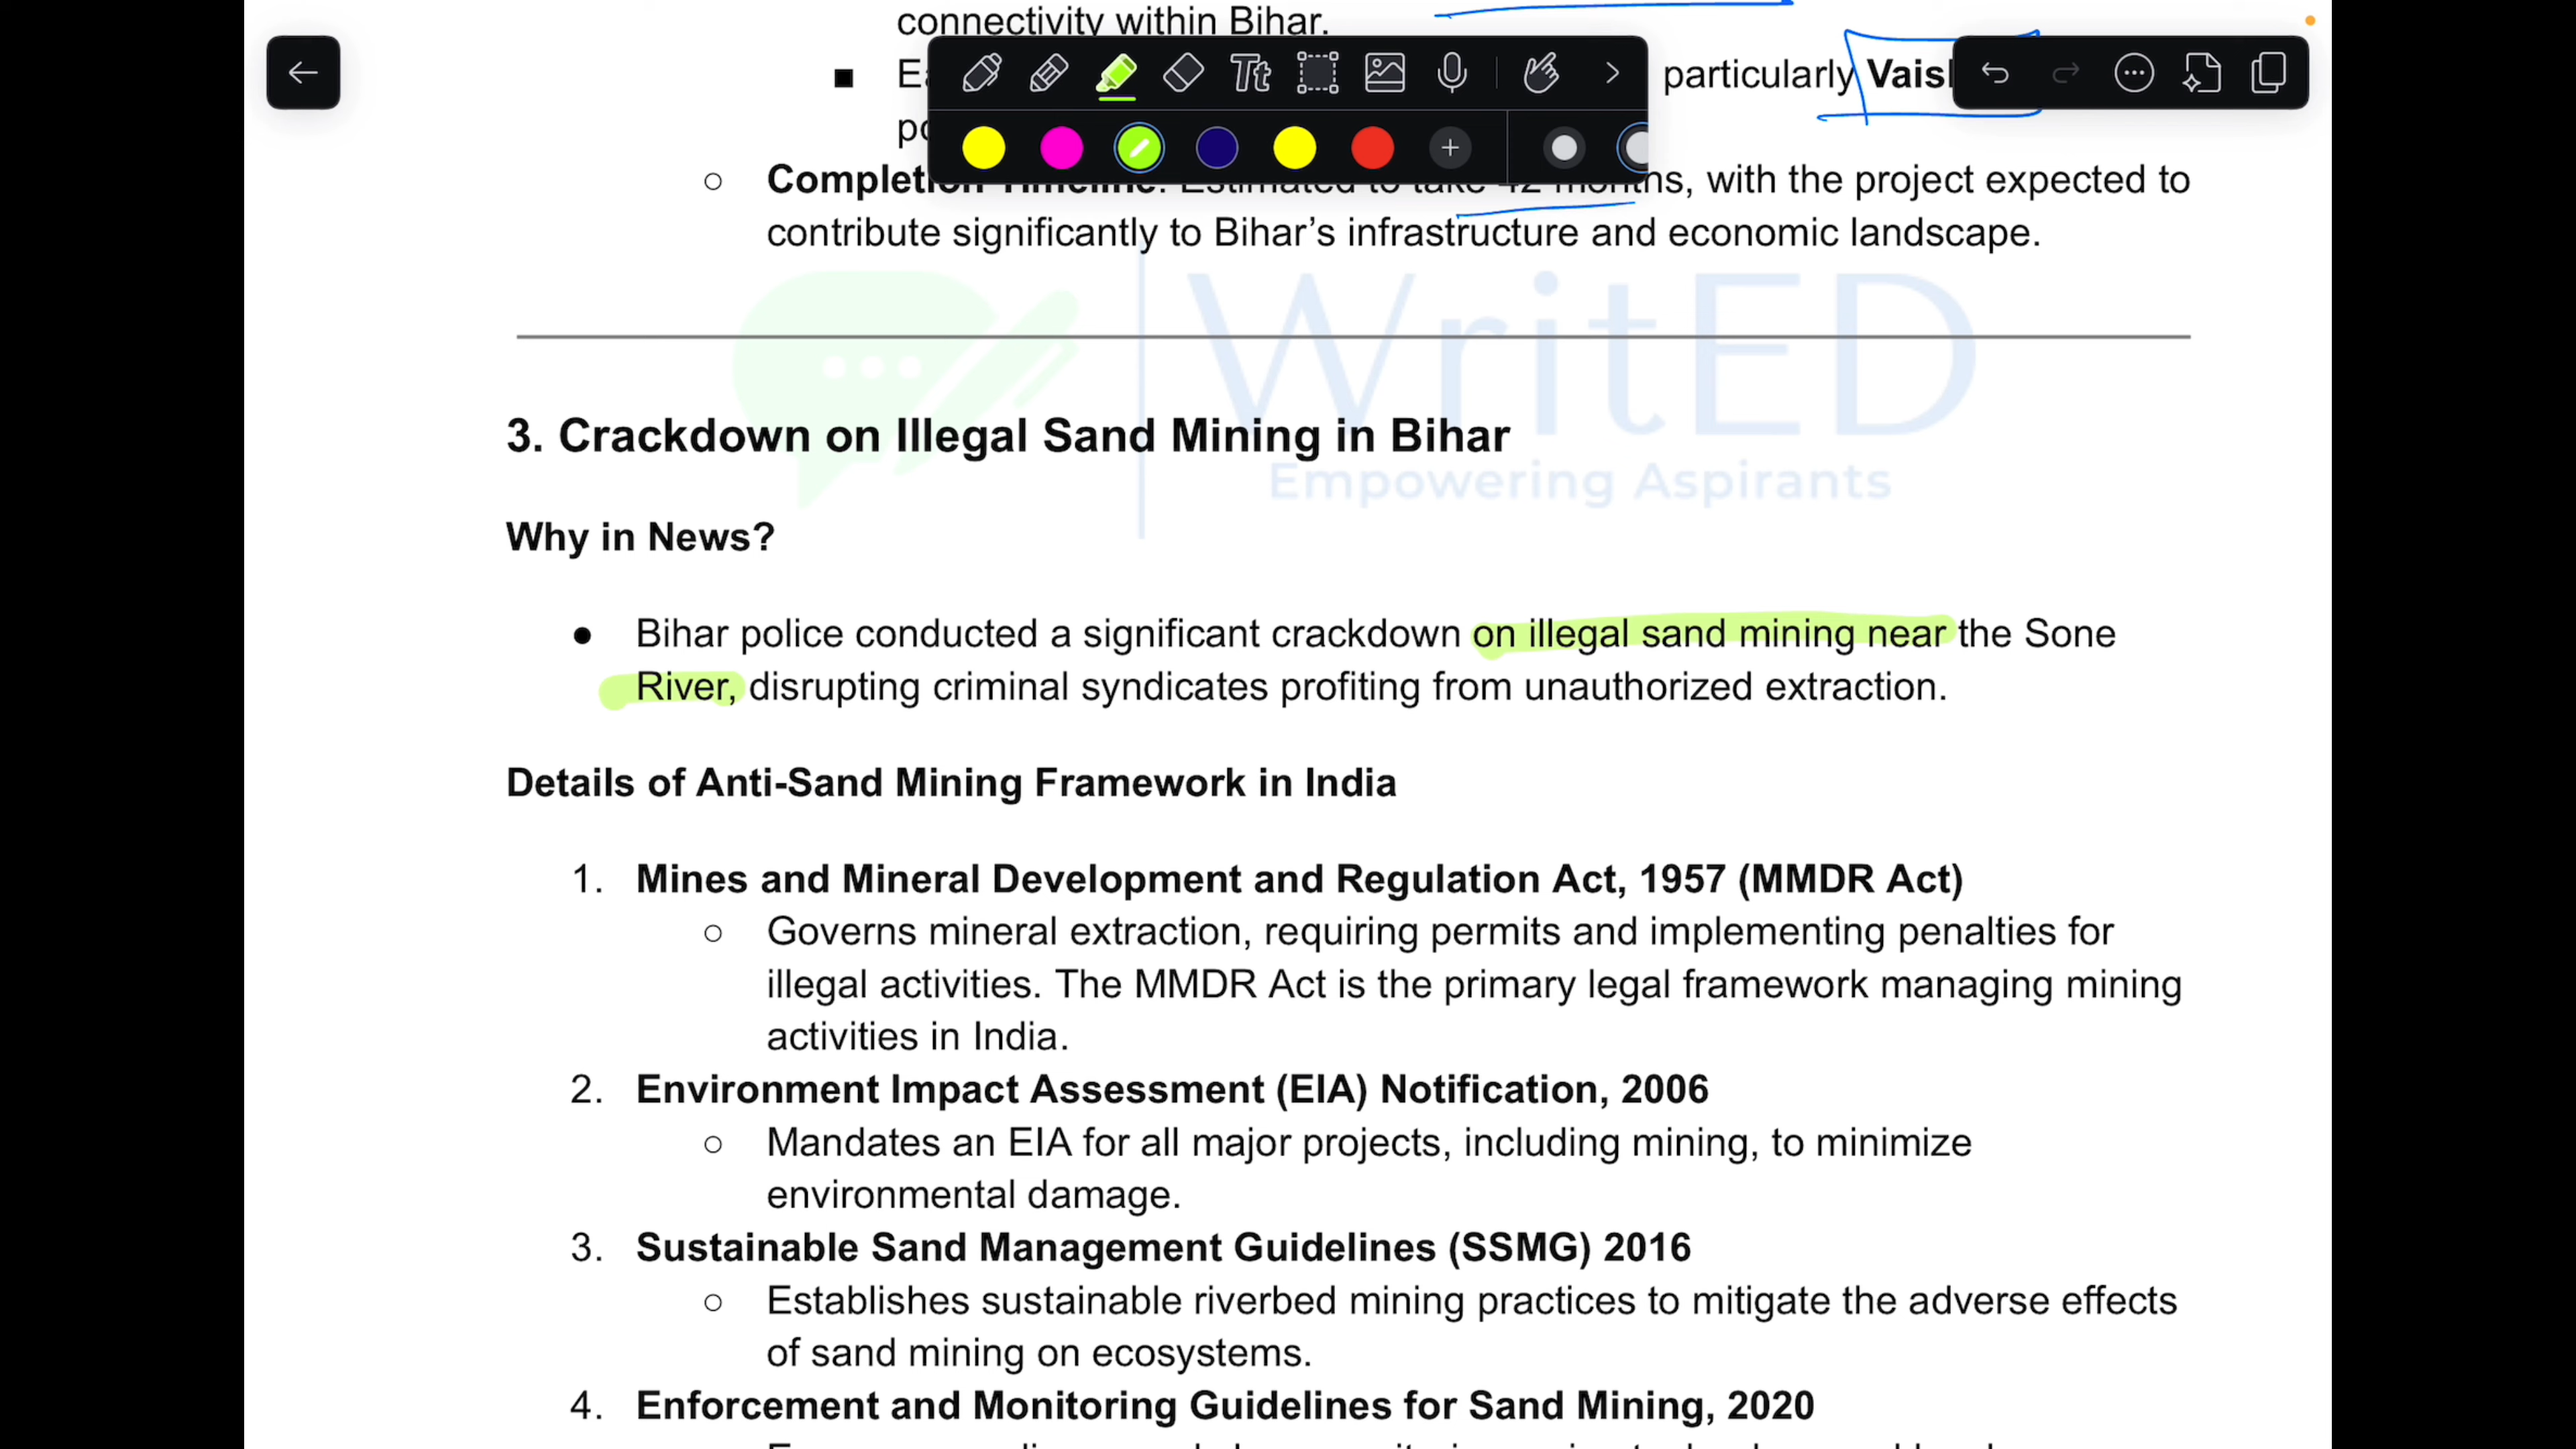 connectivity within Bihar.
particularly
Tt
Completion Timeline: Estimated to take 42 months, with the project expected to
contribute significantly to Bihar’s infrastructure and economic landscape.
WritED
Empowering Aspirants
3. Crackdown on Illegal Sand Mining in Bihar
Why in News?
● Bihar police conducted a significant crackdown on illegal sand mining near the Sone
River, disrupting criminal syndicates profiting from unauthorized extraction.
Details of Anti-Sand Mining Framework in India
1. Mines and Mineral Development and Regulation Act, 1957 (MMDR Act)
○ Governs mineral extraction, requiring permits and implementing penalties for
illegal activities. The MMDR Act is the primary legal framework managing mining
activities in India.
2. Environment Impact Assessment (EIA) Notification, 2006
○ Mandates an EIA for all major projects, including mining, to minimize
environmental damage.
3. Sustainable Sand Management Guidelines (SSMG) 2016
○ Establishes sustainable riverbed mining practices to mitigate the adverse effects
of sand mining on ecosystems.
4. Enforcement and Monitoring Guidelines for Sand Mining, 2020